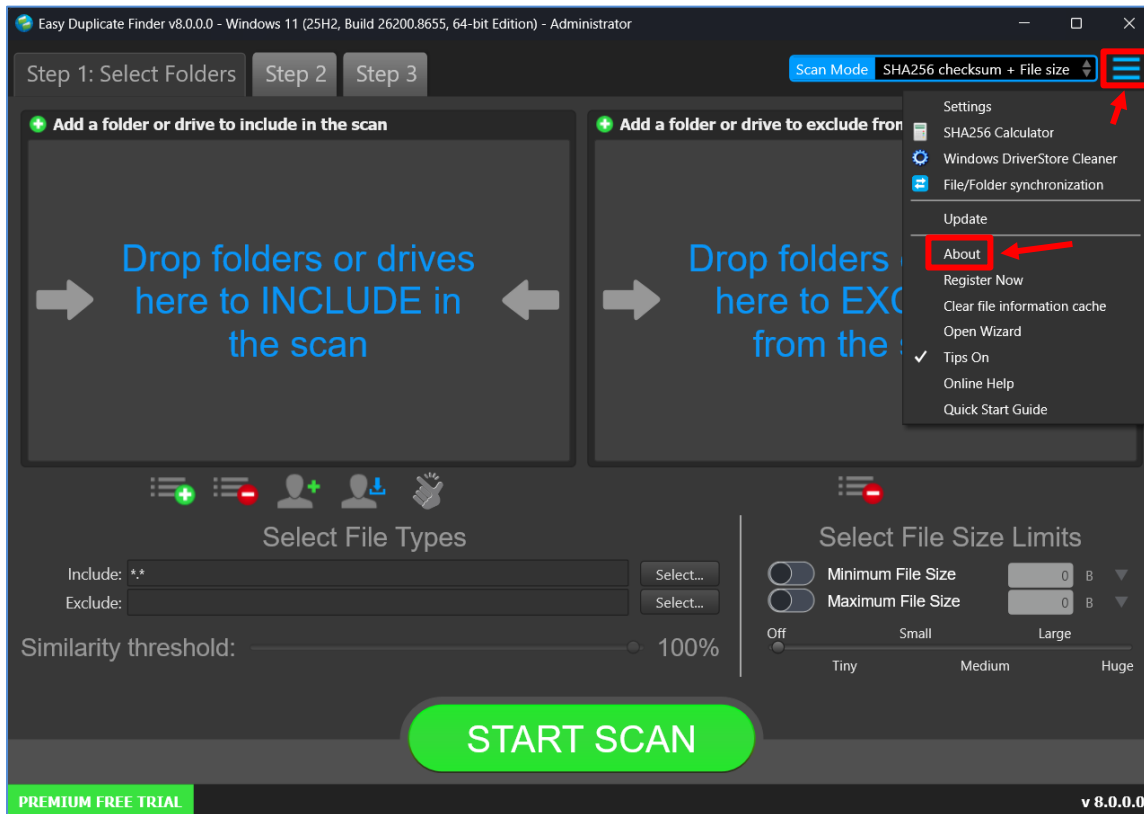 Easy Duplicate Finder v8.0.0.0 - Windows 11 (25H2, Build 26200.8655, 64-bit Edition) - Administrator
Step 1: Select Folders
Step 2
Step 3
Scan Mode
SHA256 checksum + File size
Settings
SHA256 Calculator
Windows DriverStore Cleaner
File/Folder synchronization
Update
About
Register Now
Clear file information cache
Open Wizard
Tips On
Online Help
Quick Start Guide
Add a folder or drive to include in the scan
Drop folders or drives
here to INCLUDE in
the scan
Add a folder or drive to exclude from
Drop folders
here to EXC
from the
Select File Types
Include: *.*
Select...
Exclude:
Select...
Similarity threshold:
100%
Select File Size Limits
Minimum File Size
0 B
Maximum File Size
0 B
Off
Small
Large
Tiny
Medium
Huge
START SCAN
PREMIUM FREE TRIAL
v 8.0.0.0